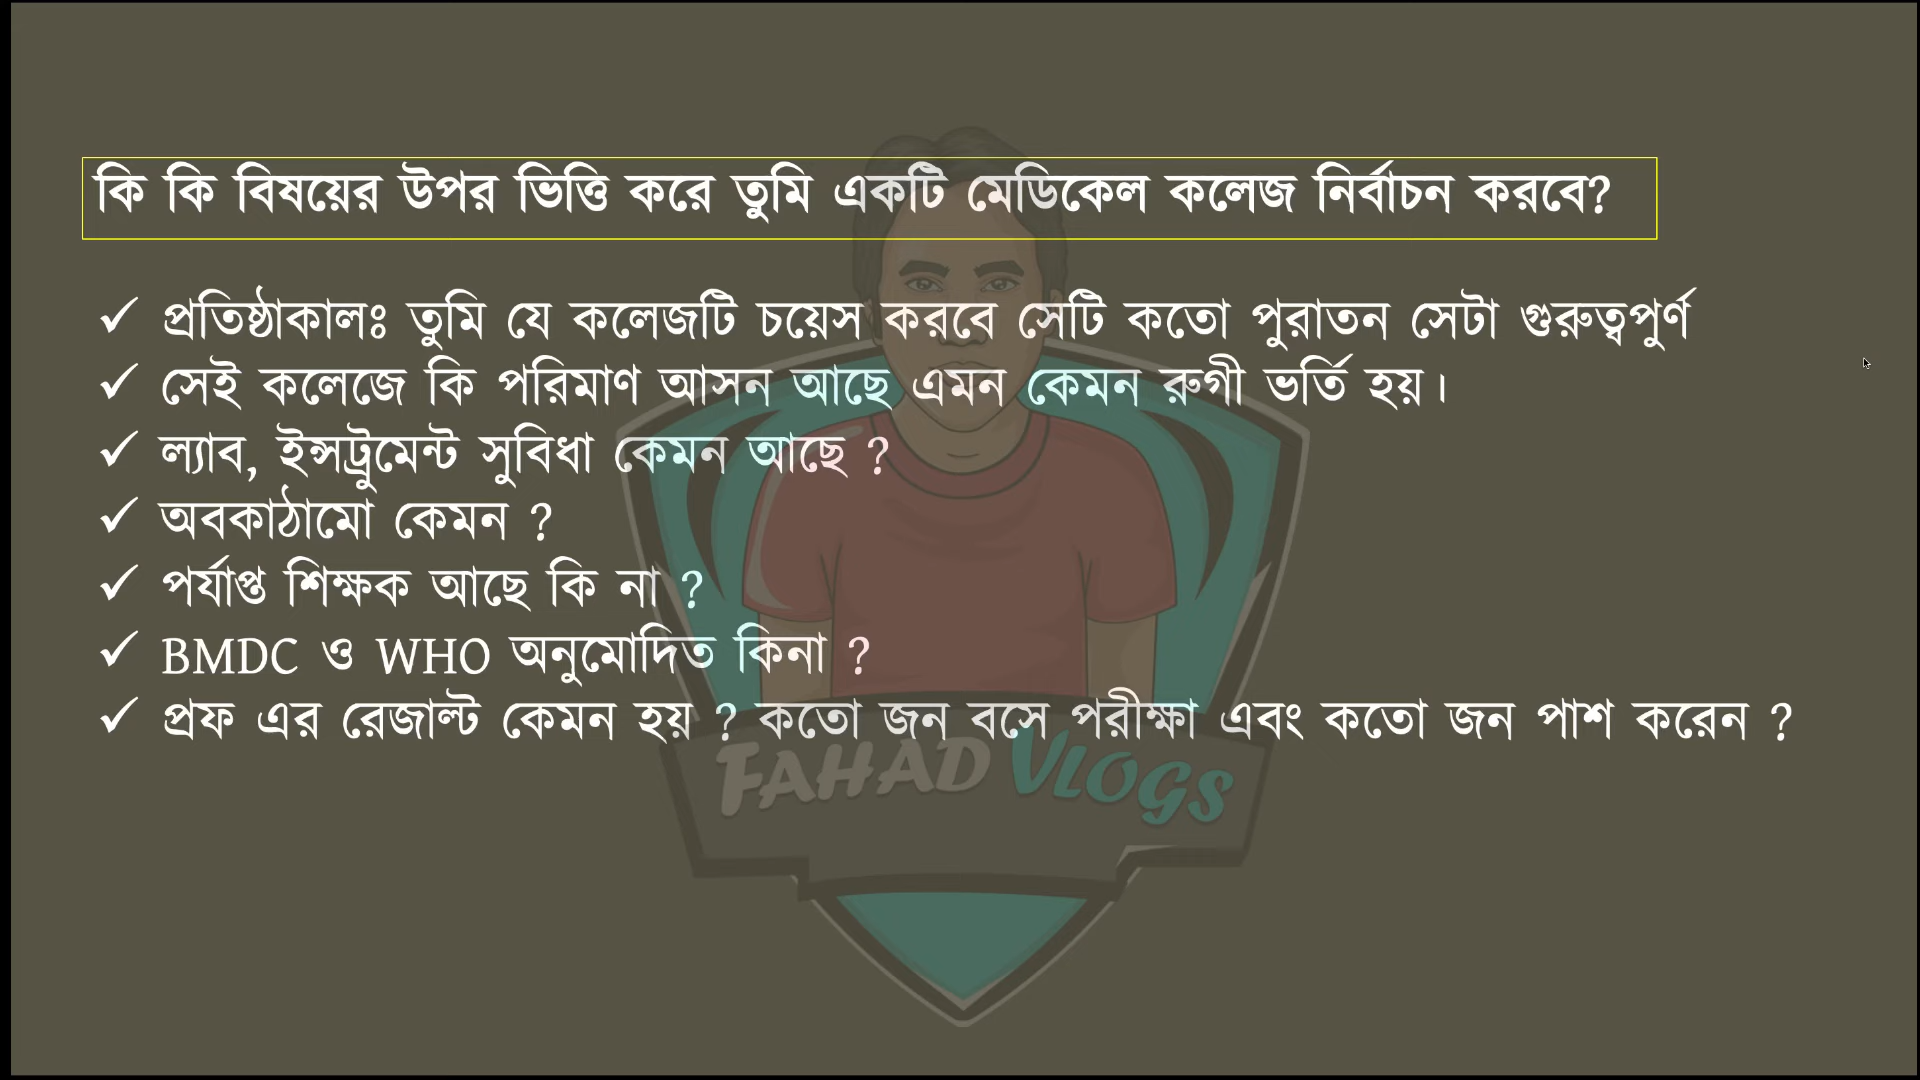 কি কি বিষয়ের উপর ভিত্তি করে তুমি একটি মেডিকেল কলেজ নির্বাচন করবে?
✓ প্রতিষ্ঠাকালঃ তুমি যে কলেজটি চয়েস করবে সেটি কতো পুরাতন সেটা গুরুত্বপুর্ণ
✓ সেই কলেজে কি পরিমাণ আসন আছে এমন কেমন রুগী ভর্তি হয়।
✓ ল্যাব, ইন্সট্রুমেন্ট সুবিধা কেমন আছে ?
✓ অবকাঠামো কেমন ?
✓ পর্যাপ্ত শিক্ষক আছে কি না ?
✓ BMDC ও WHO অনুমোদিত কিনা ?
✓ প্রফ এর রেজাল্ট কেমন হয় ? কতো জন বসে পরীক্ষা এবং কতো জন পাশ করেন ?
FAHAD VLOGS